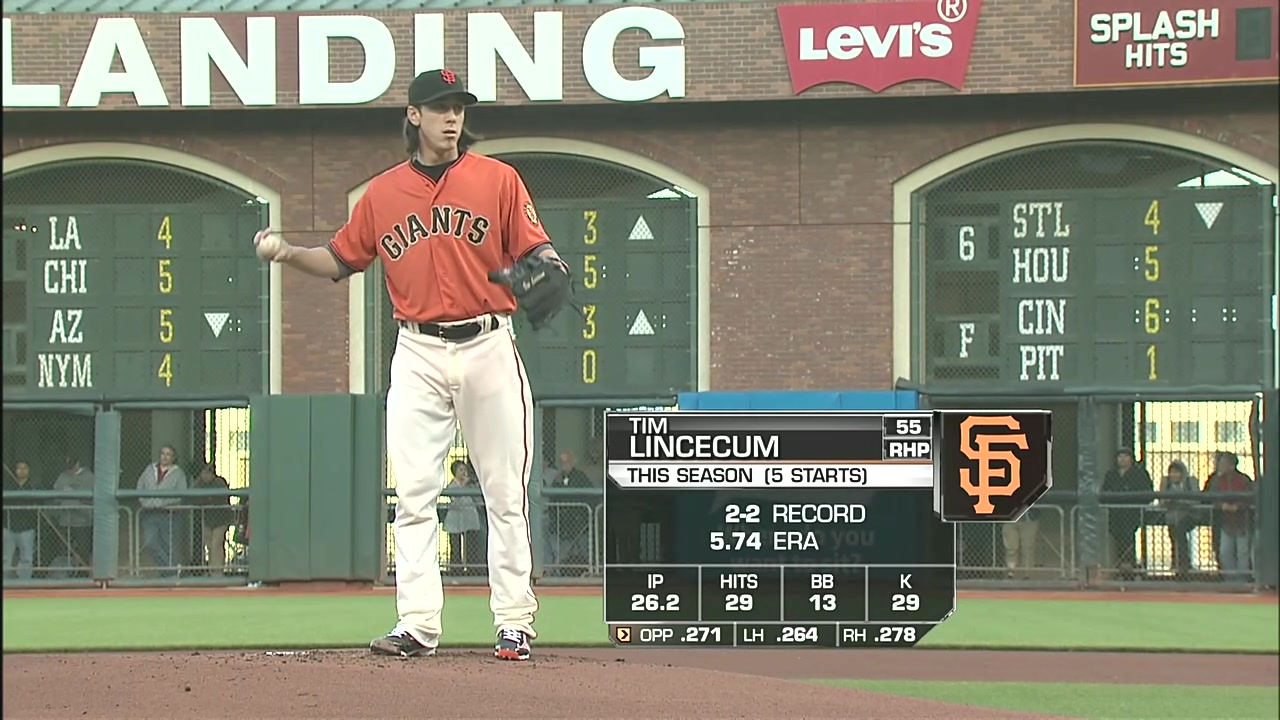 LANDING
LEVI'S ®
SPLASH
HITS
SF
GIANTS
LA 4
CHI 5
AZ 5
NYM 4
3
5
3
0
6
STL 4
HOU 5
F
CIN 6
PIT 1
TIM
LINCECUM
55
RHP
SF
THIS SEASON (5 STARTS)
2-2 RECORD
5.74 ERA
IP HITS BB K
26.2 29 13 29
OPP .271 LH .264 RH .278